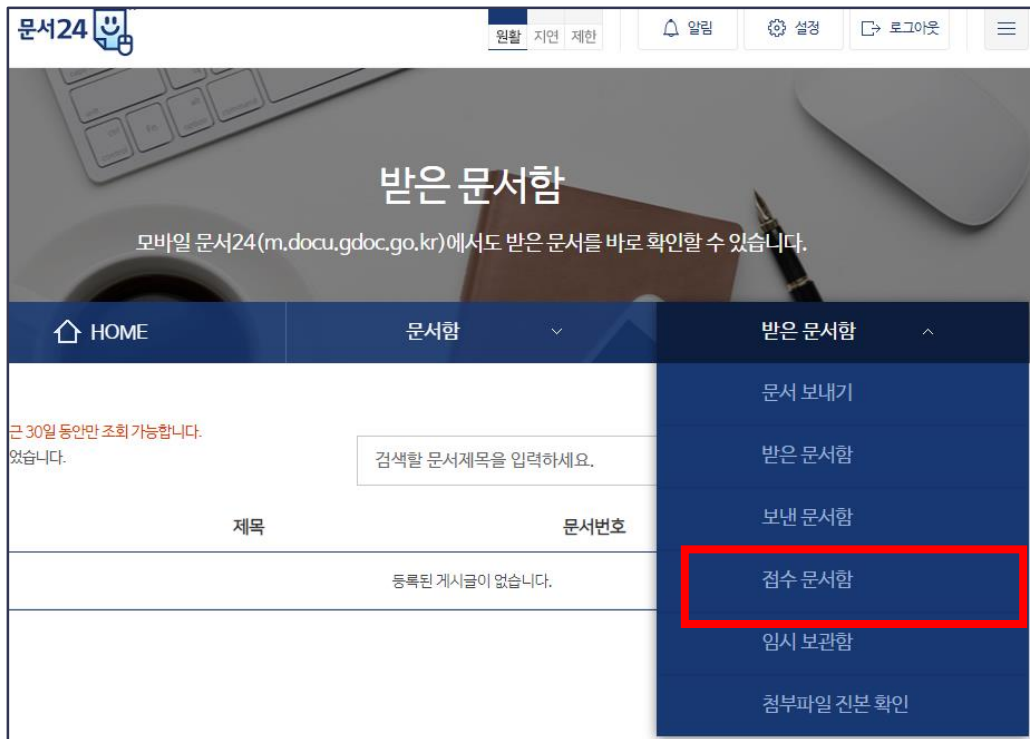 문서24
원활 지연 제한
알림
설정
로그아웃
받은 문서함
모바일 문서24(m.docu.gdoc.go.kr)에서도 받은 문서를 바로 확인할 수 있습니다.
HOME
문서함
받은 문서함
문서 보내기
받은 문서함
보낸 문서함
접수 문서함
임시 보관함
첨부파일 진본 확인
근 30일 동안만 조회 가능합니다.
었습니다.
검색할 문서제목을 입력하세요.
제목
문서번호
등록된 게시글이 없습니다.